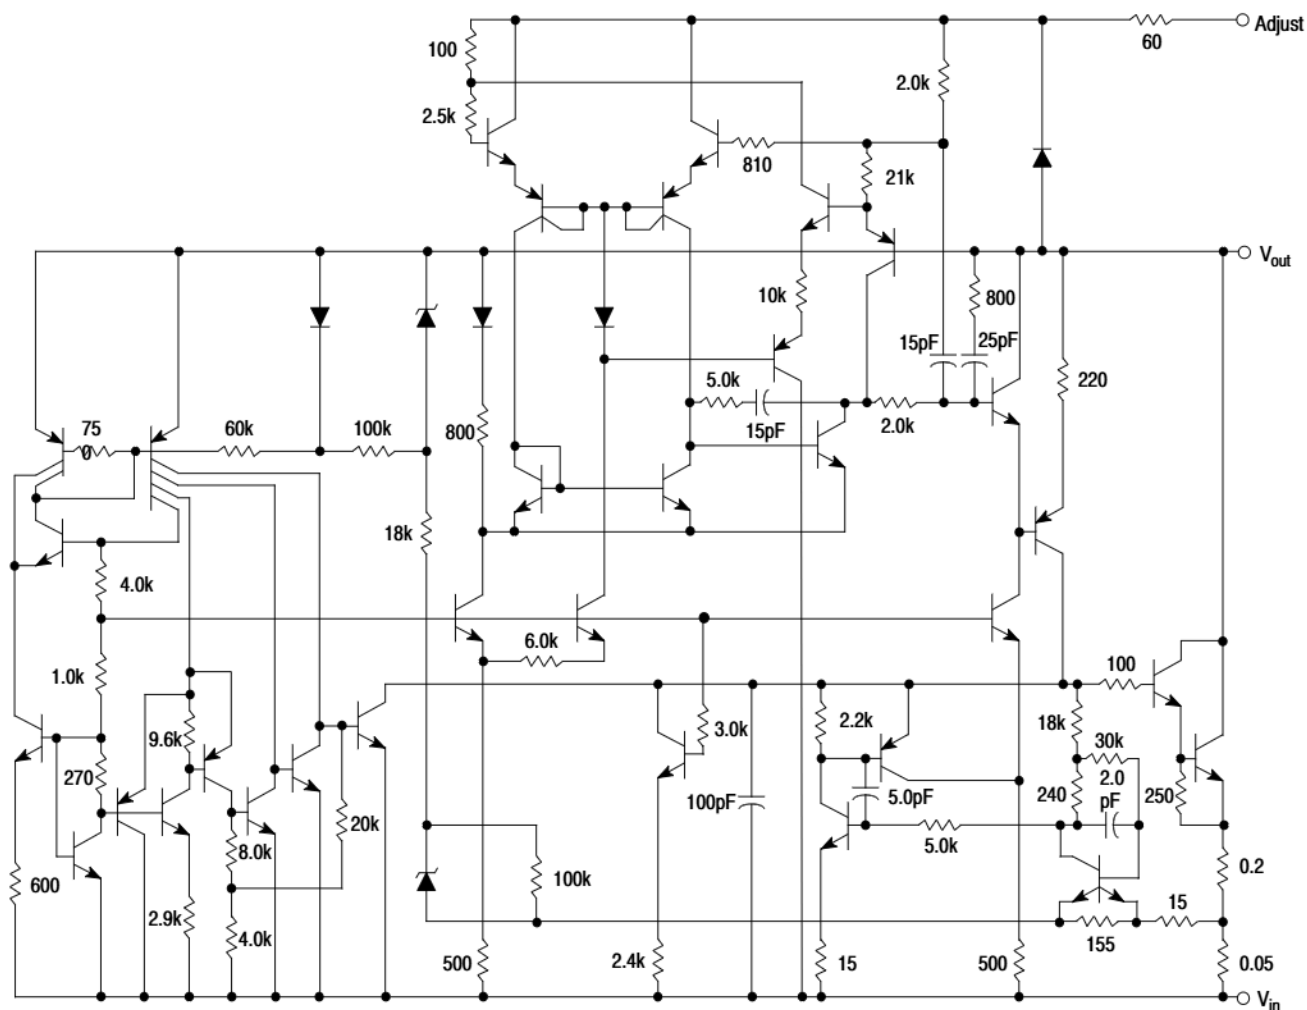 Adjust
60
100
2.0k
2.5k
810
21k
V_out
10k
800
15pF
25pF
220
5.0k
15pF
2.0k
75
0
60k
100k
800
18k
4.0k
6.0k
1.0k
100
9.6k
3.0k
2.2k
18k
30k
270
2.0
pF
240
250
100pF
5.0pF
20k
5.0k
8.0k
600
100k
0.2
15
2.9k
4.0k
155
500
2.4k
15
500
0.05
V_in